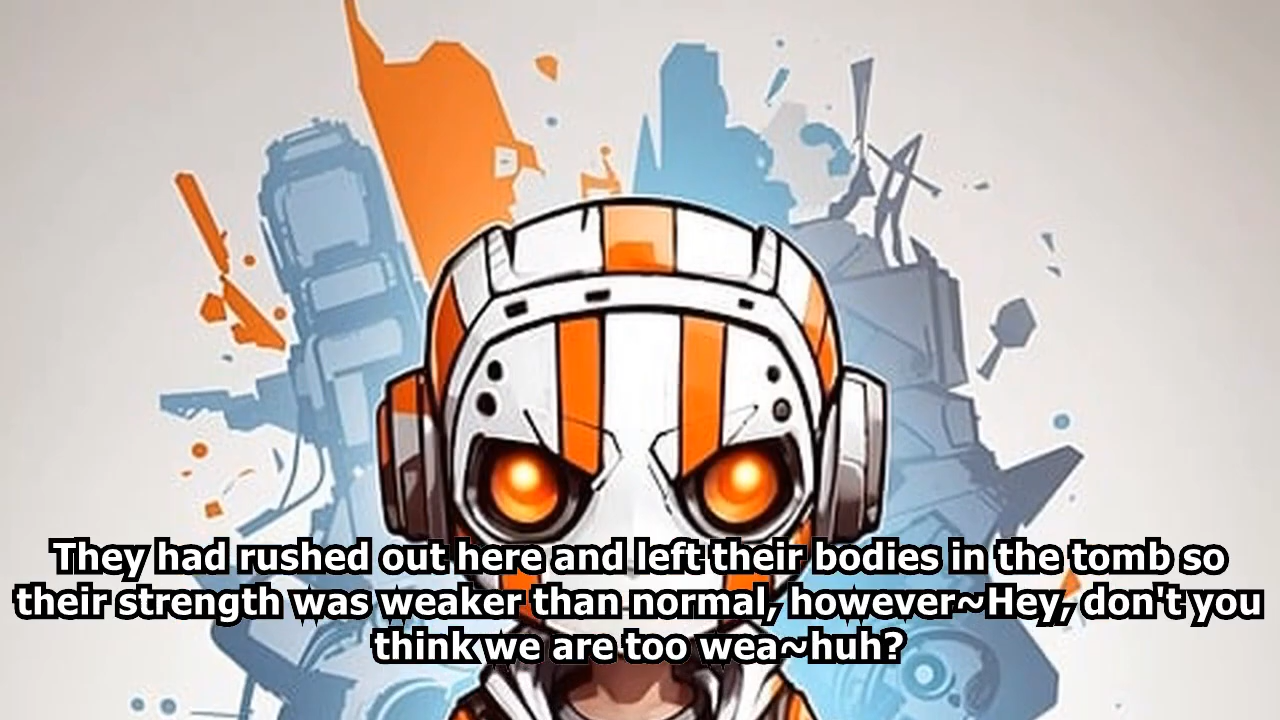 They had rushed out here and left their bodies in the tomb so
their strength was weaker than normal, however~Hey, don't you
think we are too wea~huh?